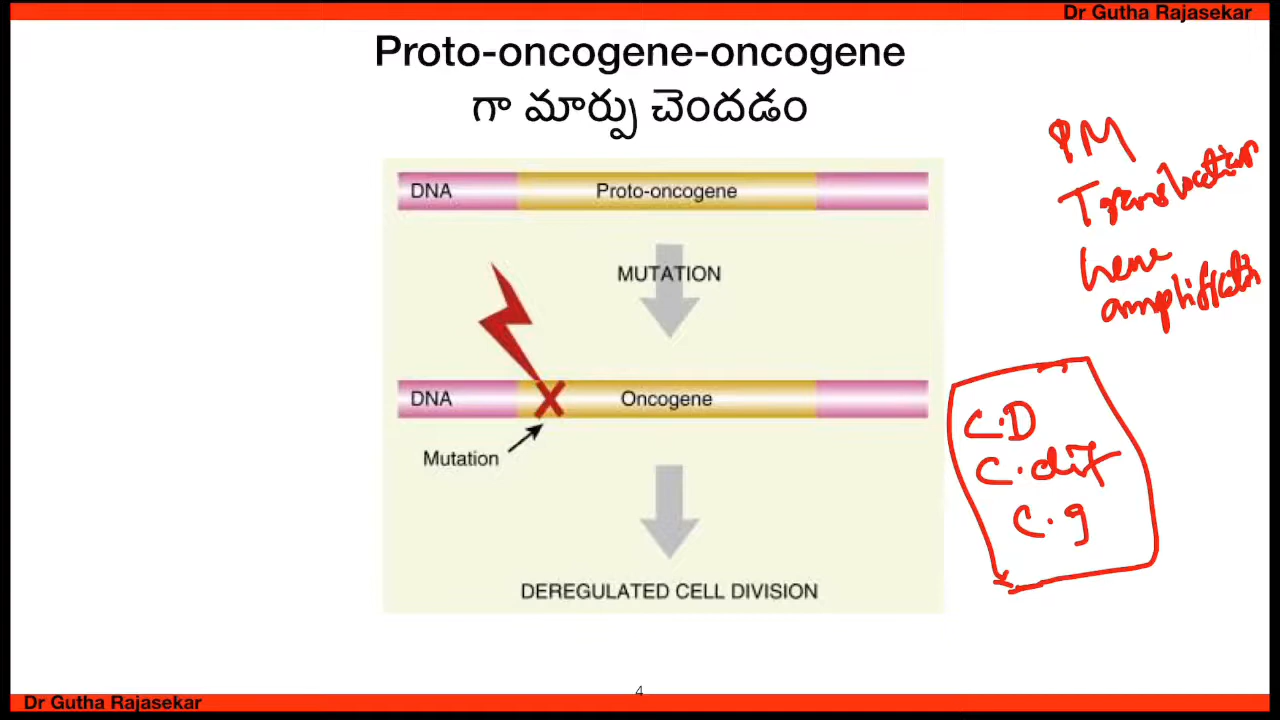 Dr Gutha Rajasekar
Proto-oncogene-oncogene
గా మార్పు చెందడం
DNA
Proto-oncogene
MUTATION
DNA
Oncogene
Mutation
DEREGULATED CELL DIVISION
PM
Translocation
Gene
amplification
C.D
C.dif
C.g
4
Dr Gutha Rajasekar